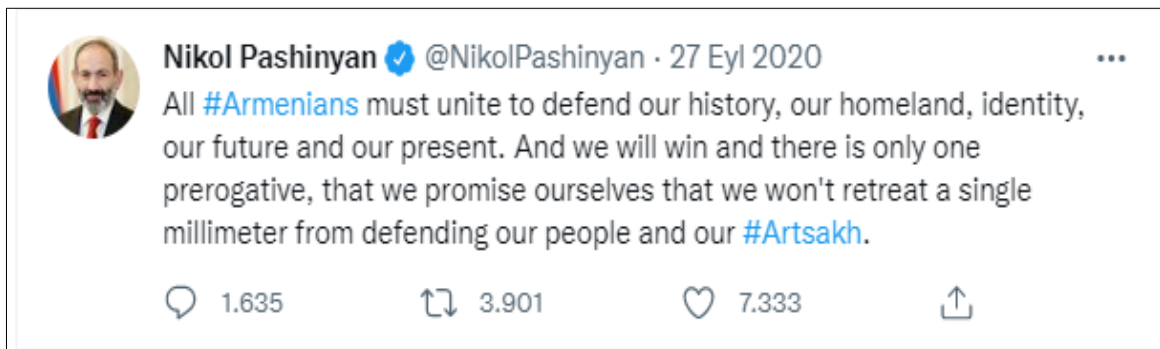 Nikol Pashinyan @NikolPashinyan · 27 Eyl 2020
All #Armenians must unite to defend our history, our homeland, identity,
our future and our present. And we will win and there is only one
prerogative, that we promise ourselves that we won't retreat a single
millimeter from defending our people and our #Artsakh.
1.635 3.901 7.333